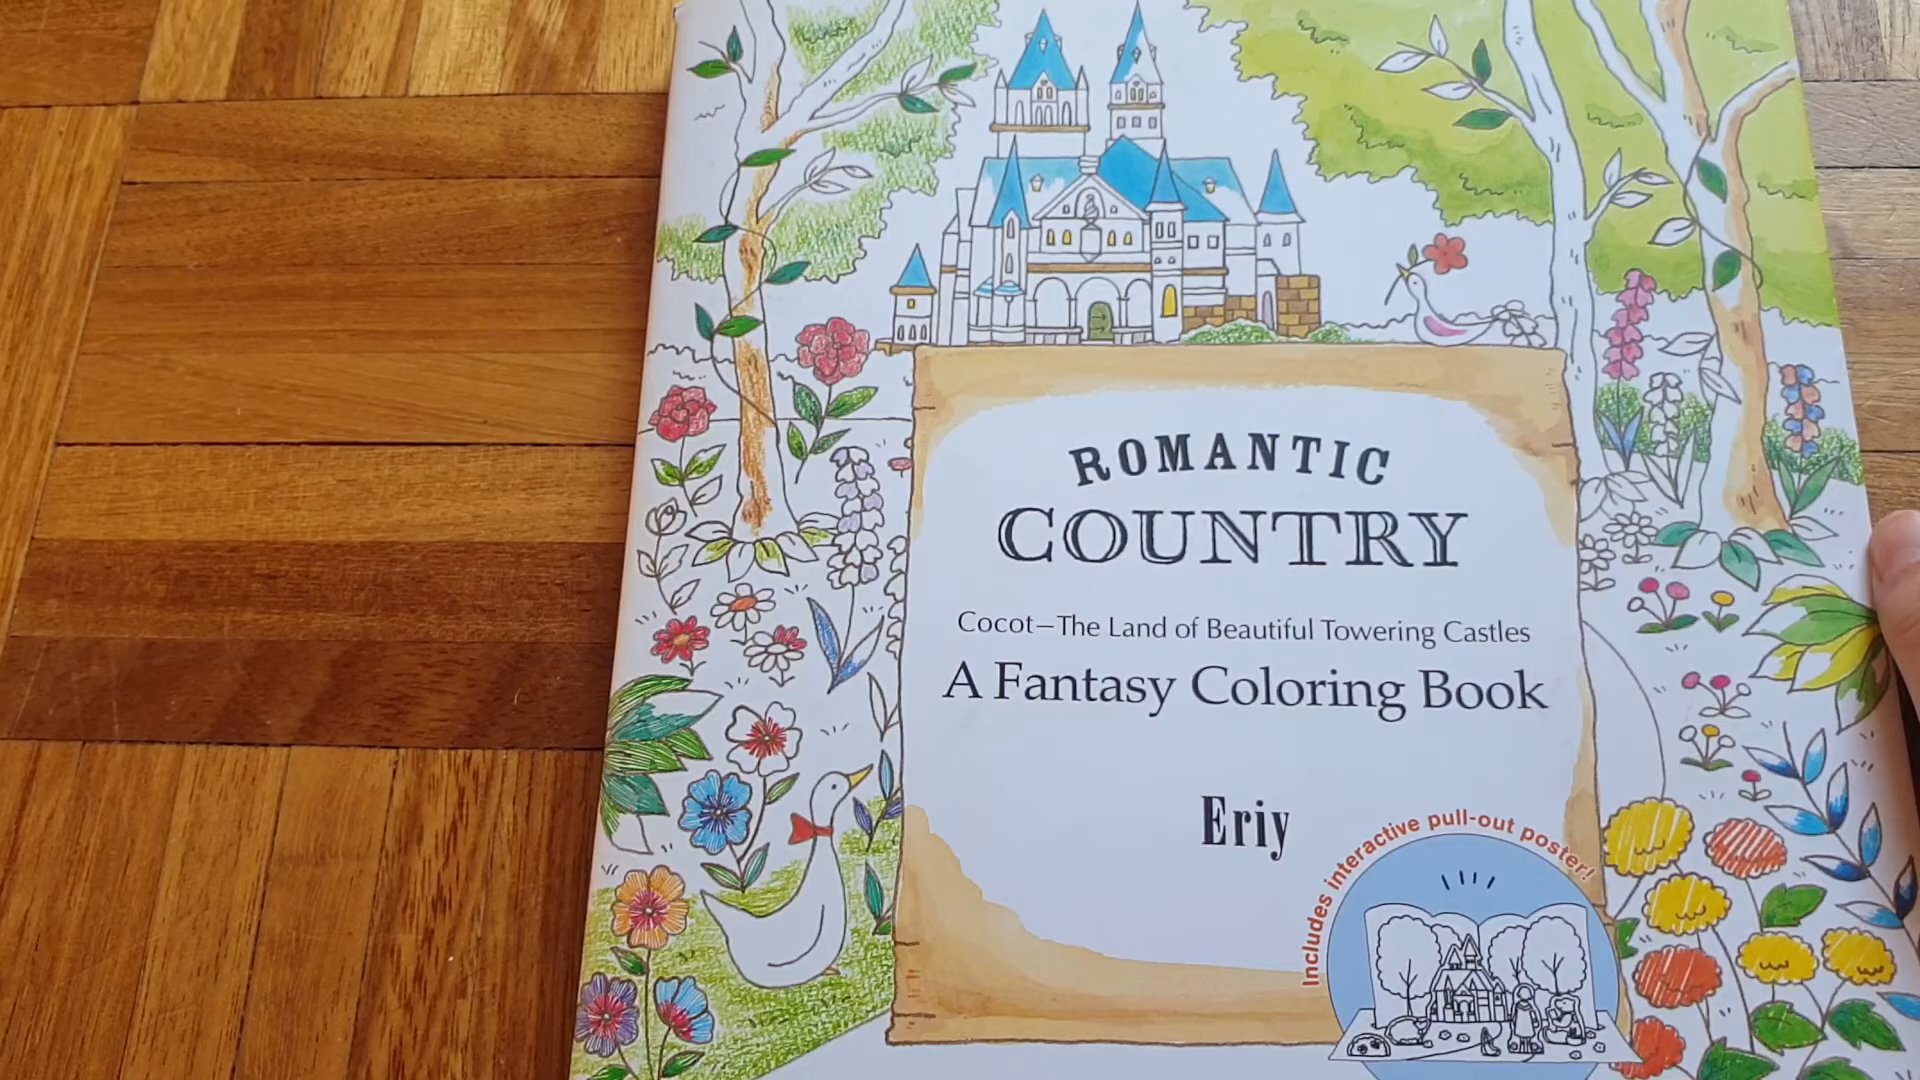 ROMANTIC
COUNTRY
Cocot—The Land of Beautiful Towering Castles
A Fantasy Coloring Book
Eriy
Includes interactive pull-out poster!